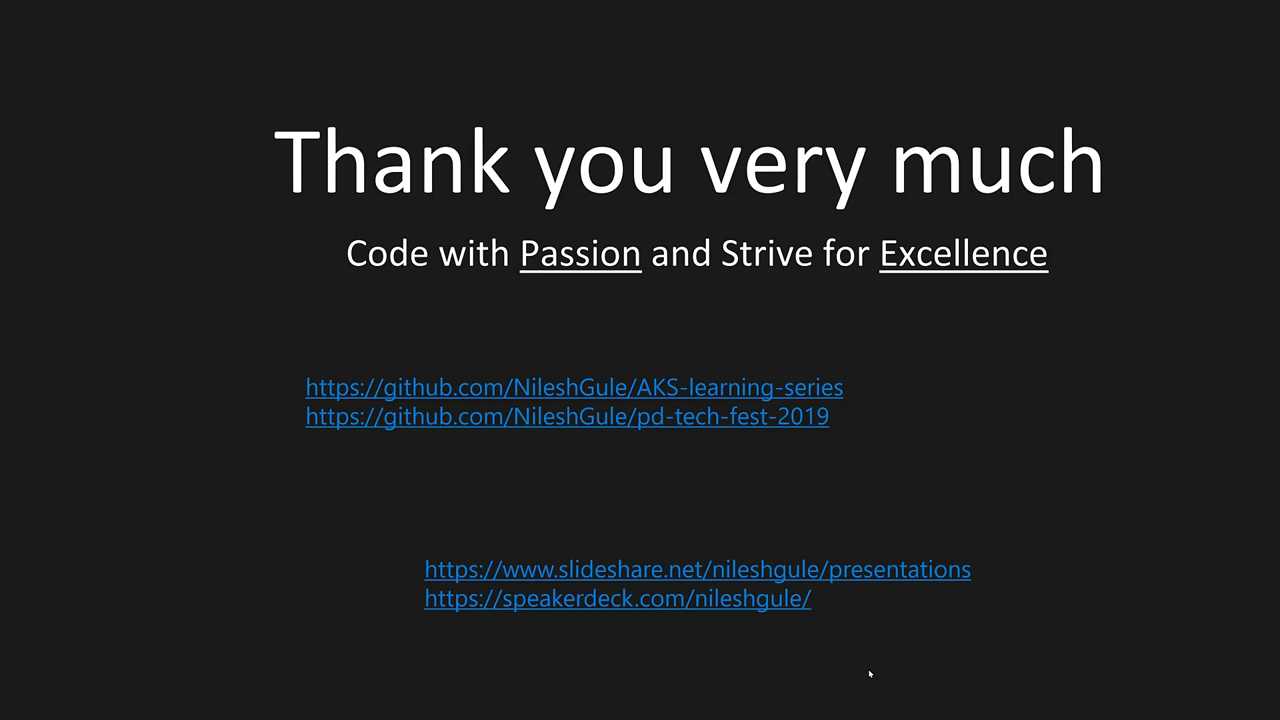 Thank you very much
Code with Passion and Strive for Excellence
https://github.com/NileshGule/AKS-learning-series
https://github.com/NileshGule/pd-tech-fest-2019
https://www.slideshare.net/nileshgule/presentations
https://speakerdeck.com/nileshgule/